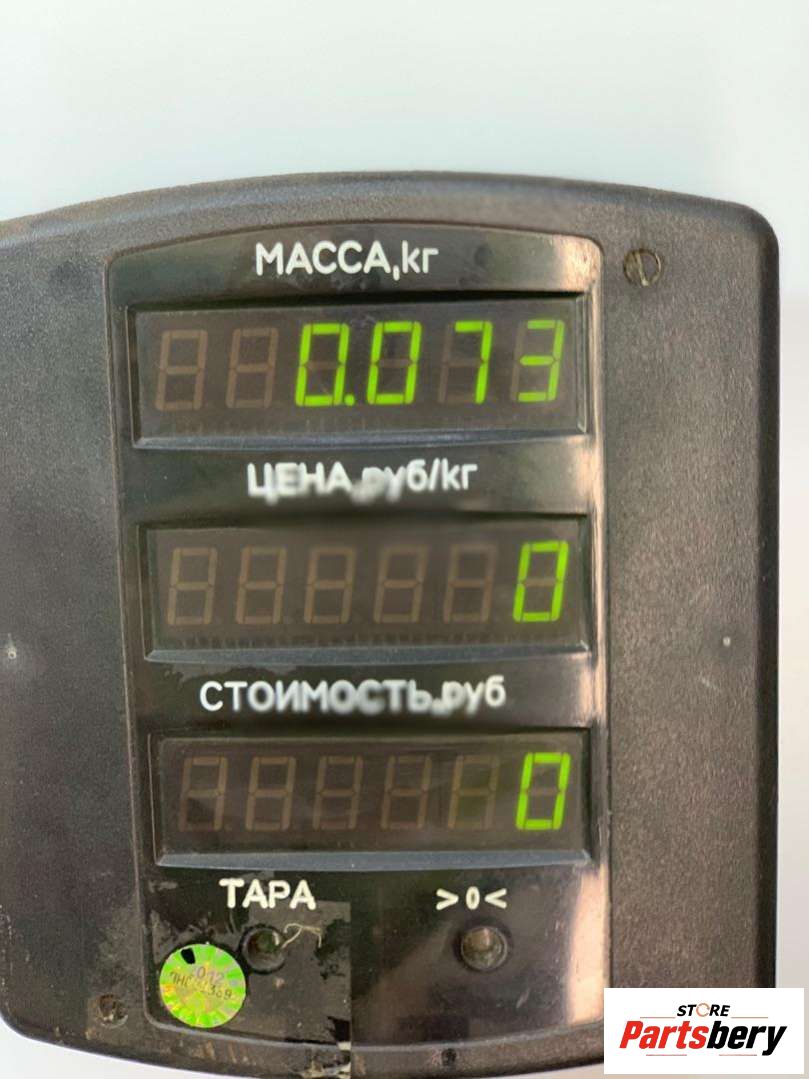 МАССА,кг
0.073
ЦЕНА,руб/кг
0
СТОИМОСТЬ,руб
0
ТАРА >0<
STORE
Partsbery